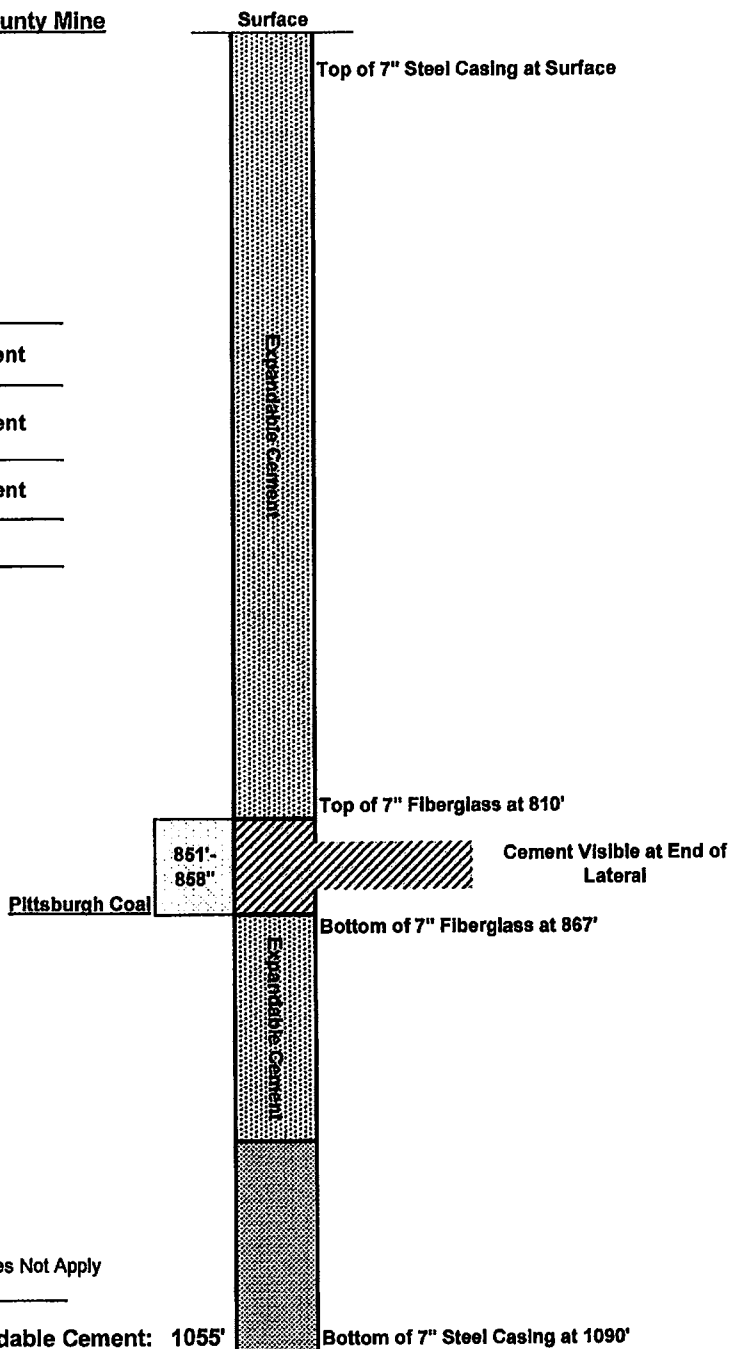 unty Mine
Surface
Top of 7" Steel Casing at Surface
ent
Expandable Cement
ent
ent
Top of 7" Fiberglass at 810'
851'-
858"
Cement Visible at End of
Lateral
Pittsburgh Coal
Bottom of 7" Fiberglass at 867'
Expandable Cement
es Not Apply
dable Cement: 1055'
Bottom of 7" Steel Casing at 1090'